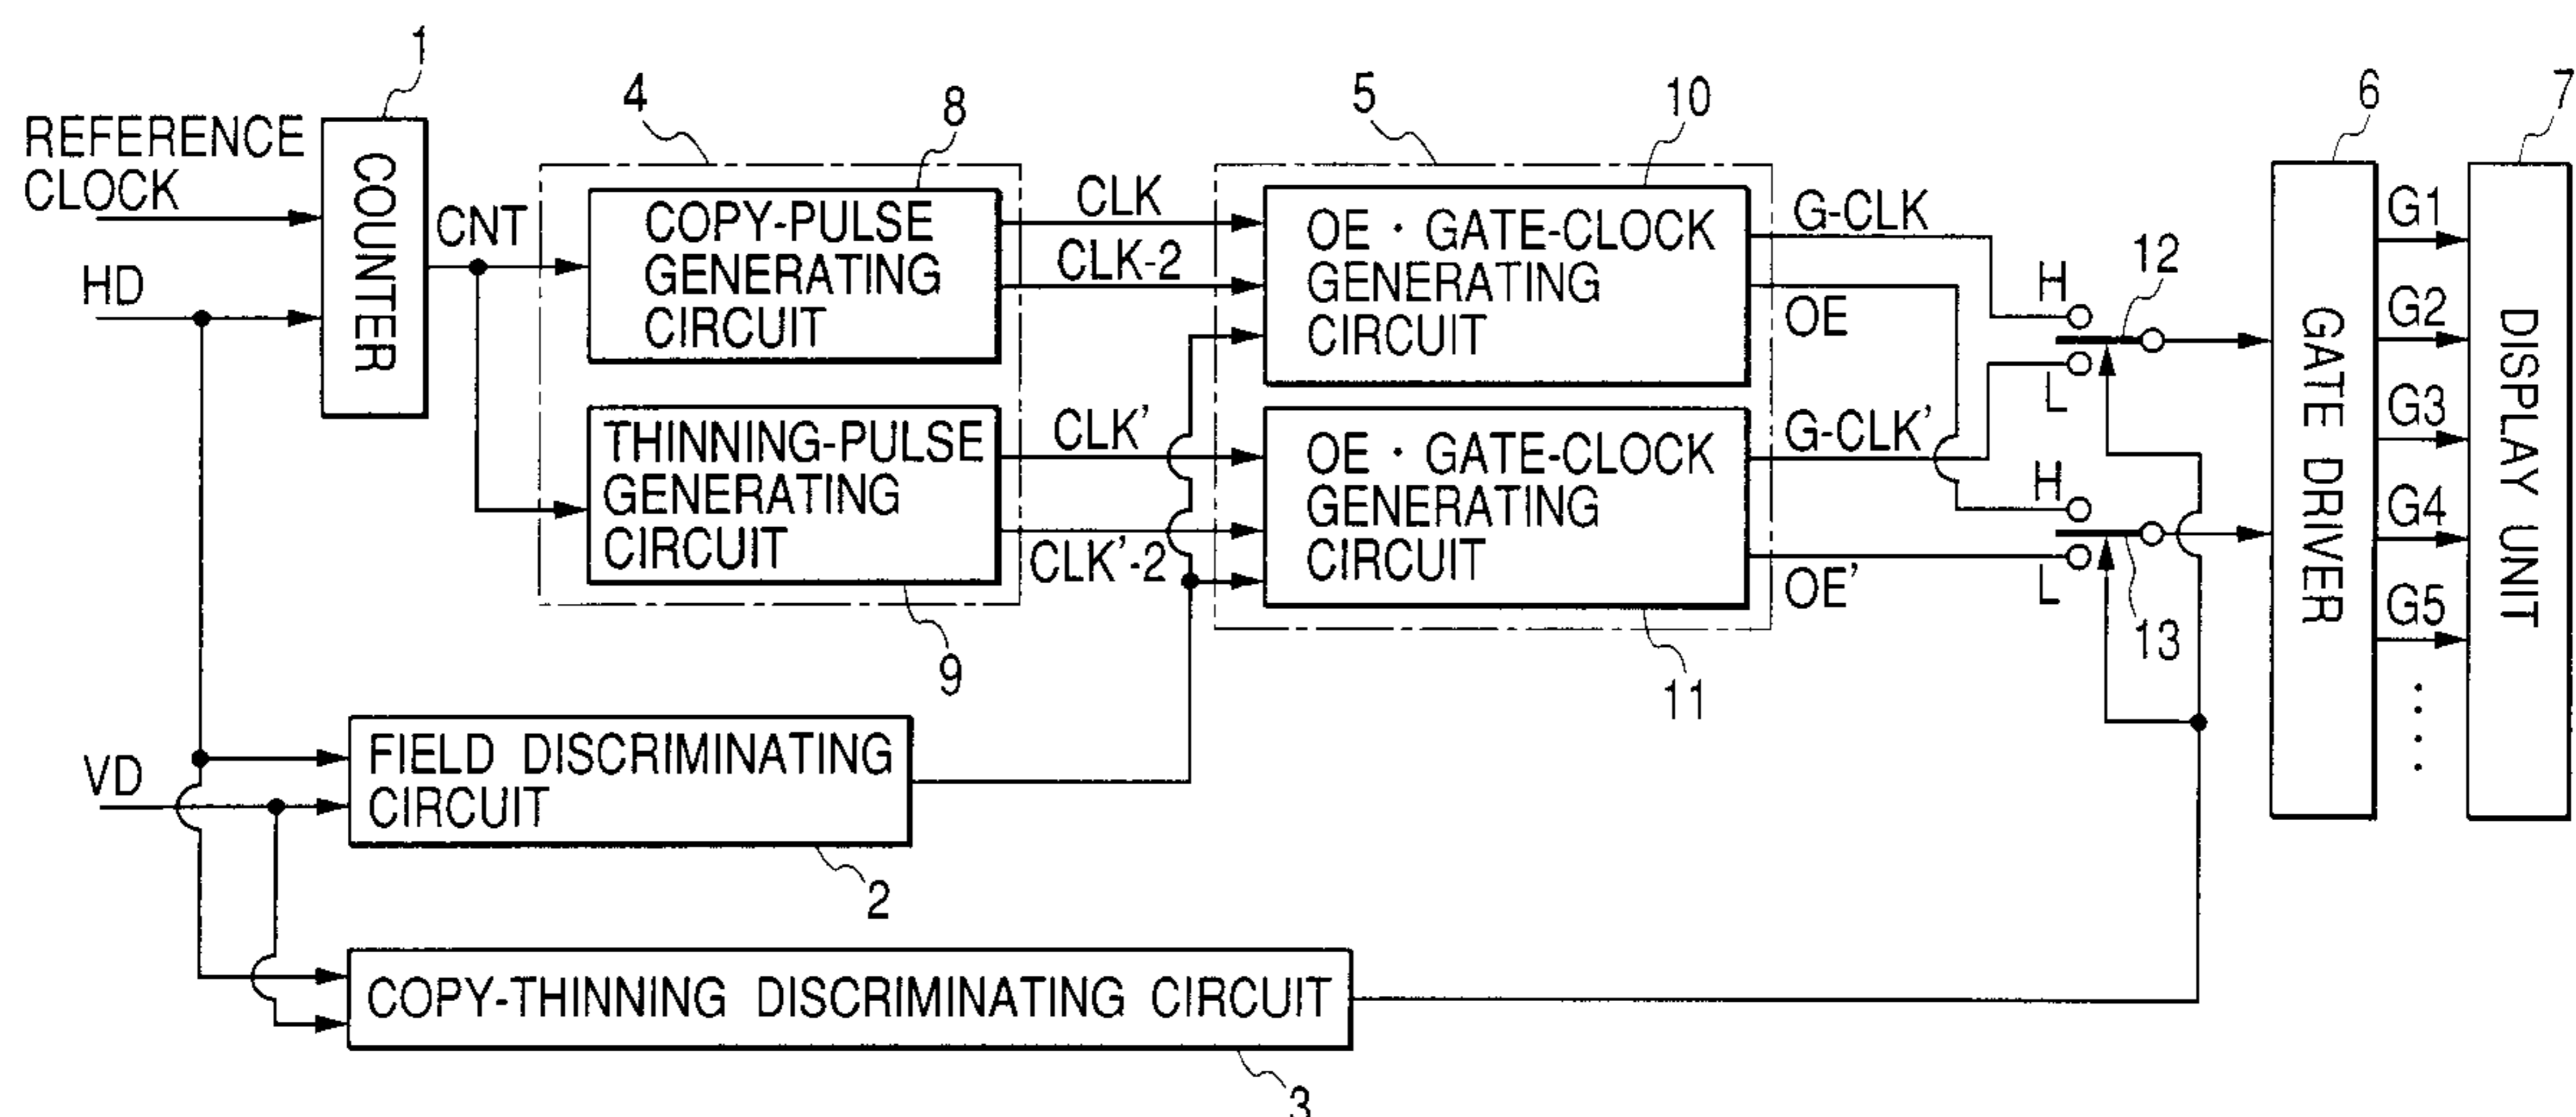 1
REFERENCE
CLOCK
HD
COUNTER
CNT
4
8
COPY-PULSE
GENERATING
CIRCUIT
THINNING-PULSE
GENERATING
CIRCUIT
9
CLK
CLK-2
CLK'
CLK'-2
5
10
OE · GATE-CLOCK
GENERATING
CIRCUIT
OE · GATE-CLOCK
GENERATING
CIRCUIT
11
G-CLK
OE
G-CLK'
OE'
H
L
12
H
L
13
6
GATE DRIVER
G1
G2
G3
G4
G5
7
DISPLAY UNIT
VD
FIELD DISCRIMINATING
CIRCUIT
2
COPY-THINNING DISCRIMINATING CIRCUIT
3